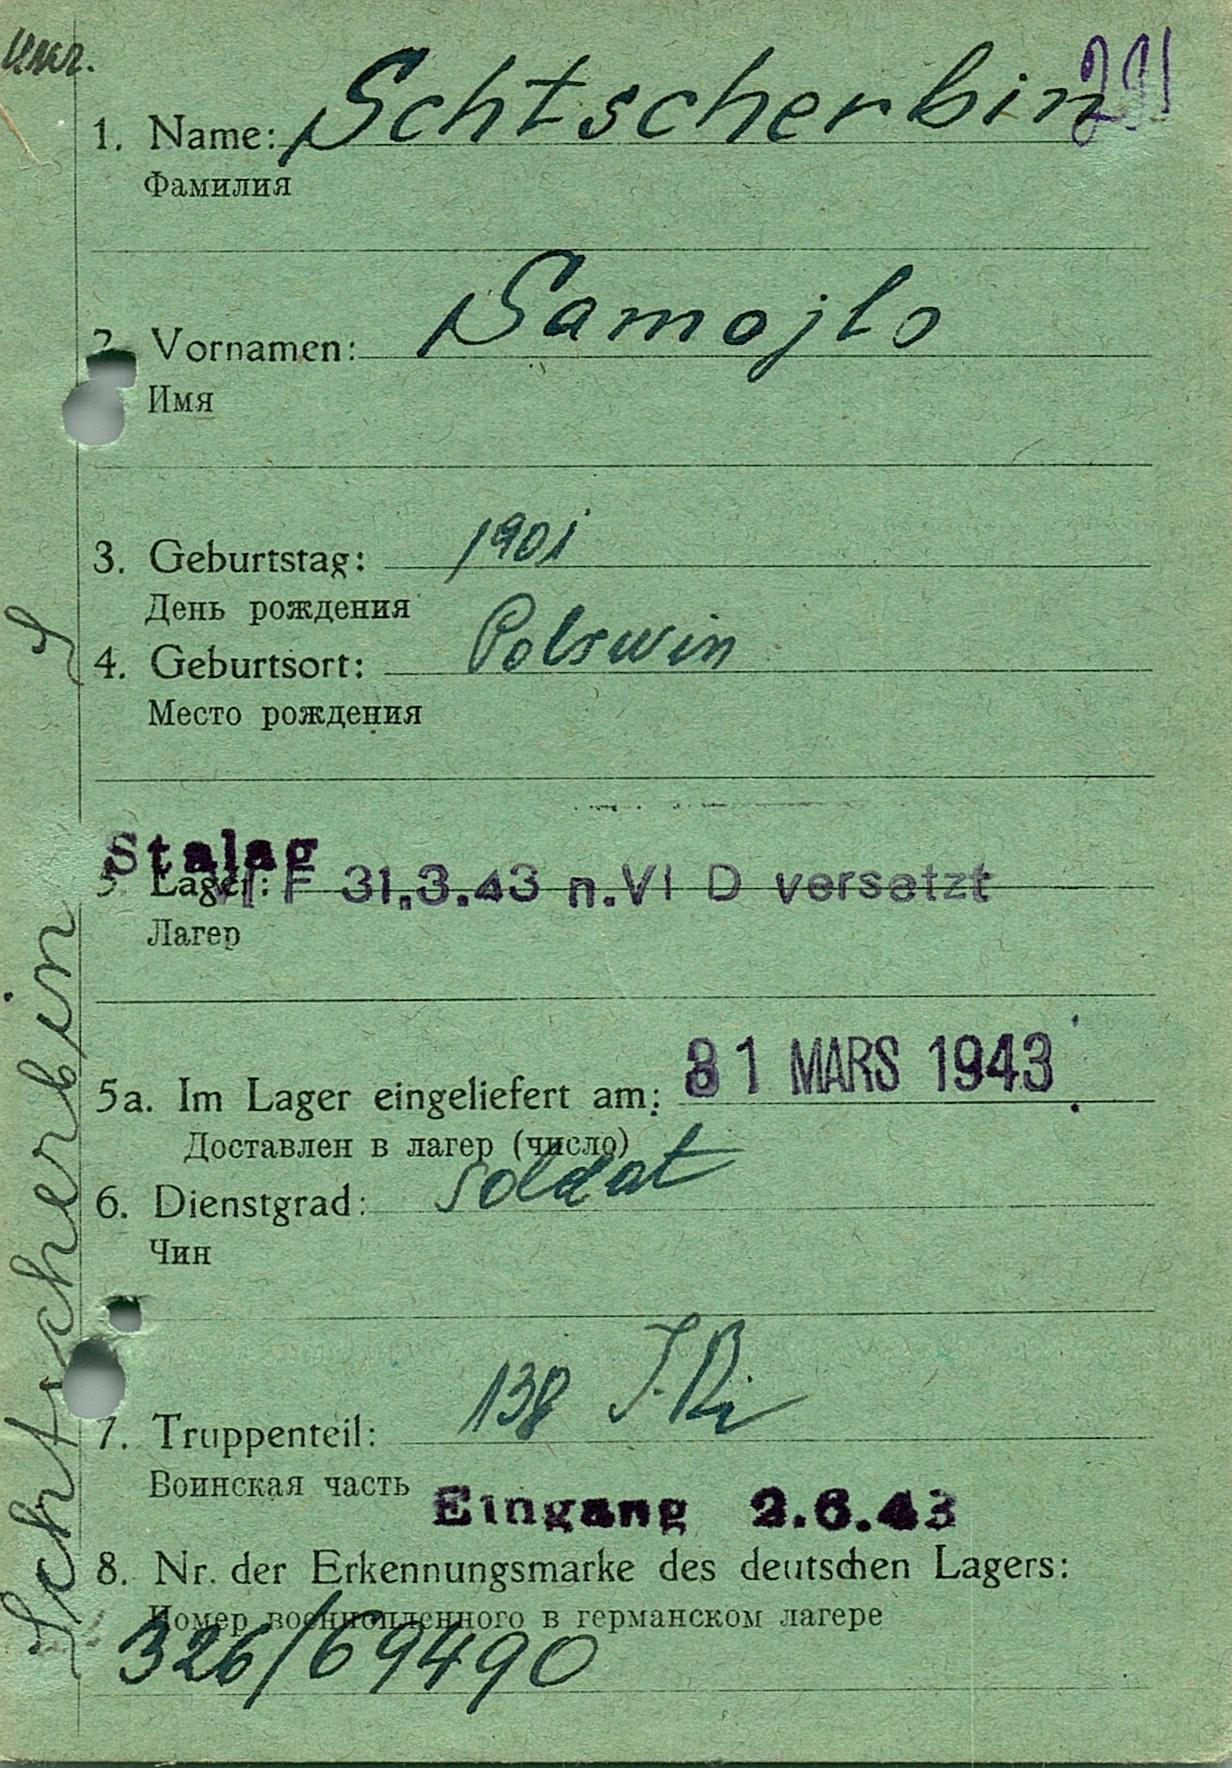 291
1. Name: Schtscherbin
Фамилия
2. Vornamen: Samojlo
Имя
3. Geburtstag: 1901
День рождения
4. Geburtsort: Polswin
Место рождения
Stalag
5. Lager: VI F 31.3.43 n. VI D versetzt
Лагер
5a. Im Lager eingeliefert am: 31 MARS 1943
Доставлен в лагер (число)
6. Dienstgrad: Soldat
Чин
7. Truppenteil: 138
Воинская часть
Eingang 2.6.43
8. Nr. der Erkennungsmarke des deutschen Lagers:
Номер военнопленного в германском лагере
326/69490
Schtscherbin S